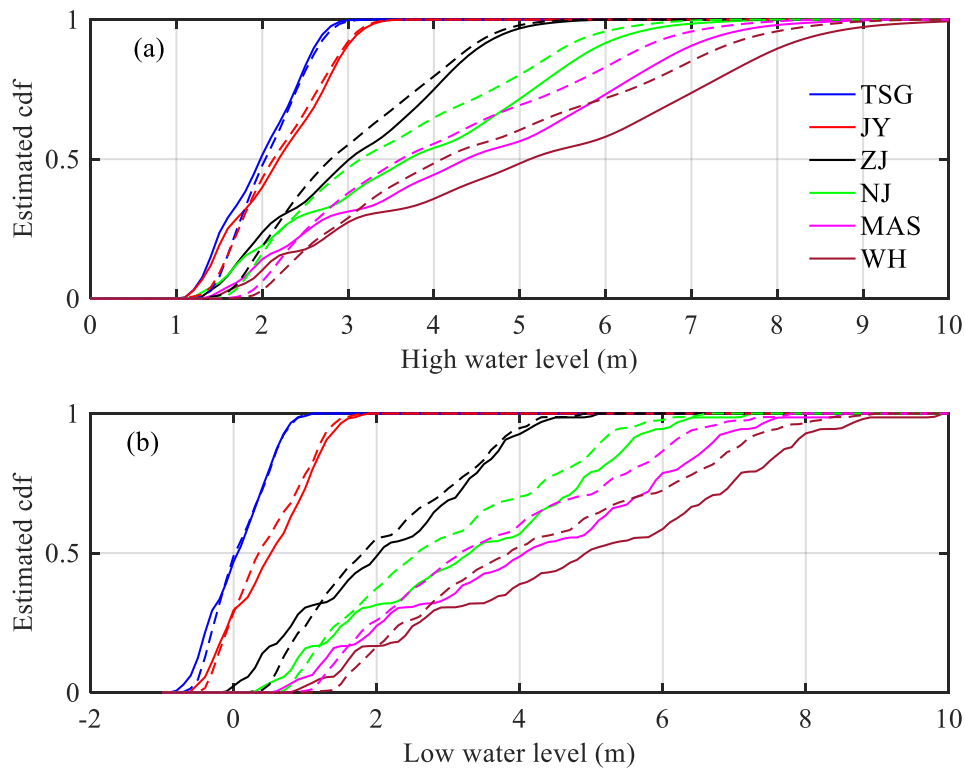 1
(a)
0.5
0
Estimated cdf
TSG
JY
ZJ
NJ
MAS
WH
0 1 2 3 4 5 6 7 8 9 10
High water level (m)
1
(b)
0.5
0
Estimated cdf
-2 0 2 4 6 8 10
Low water level (m)